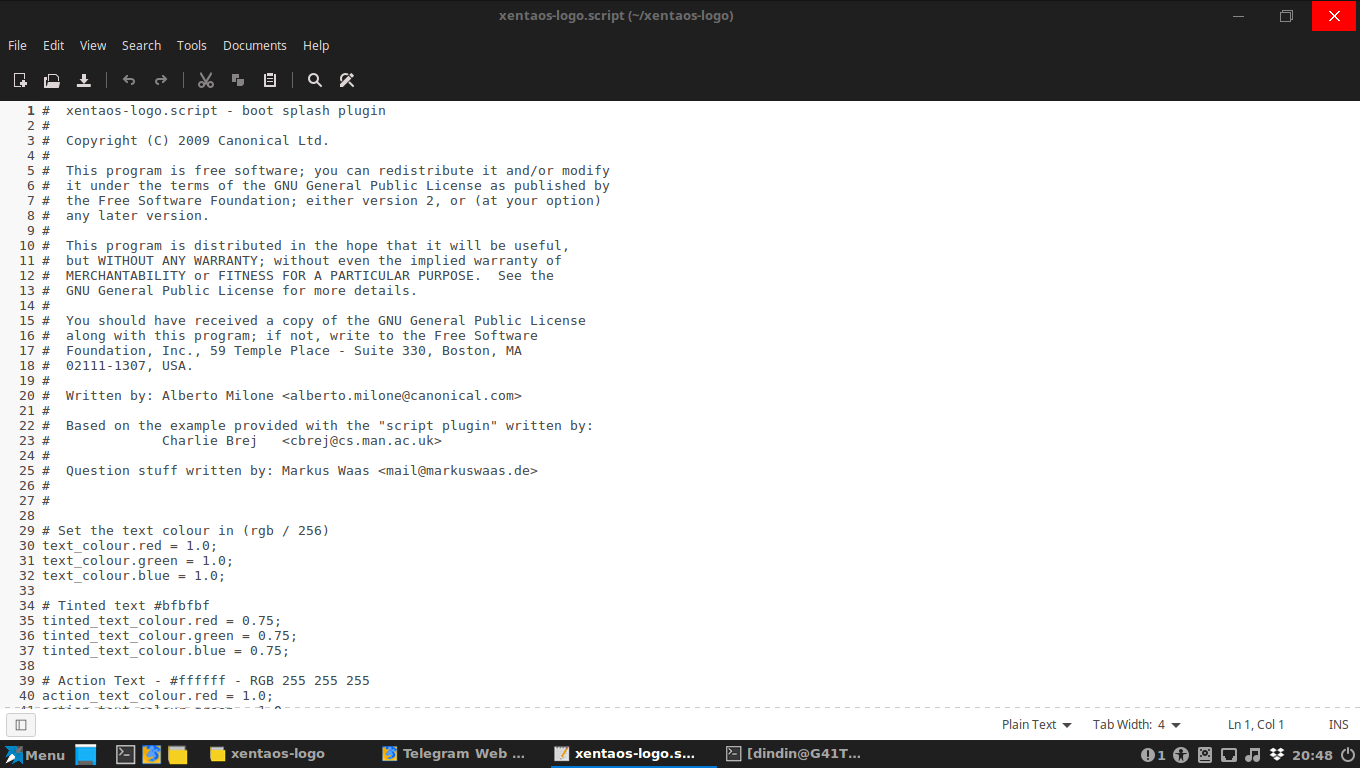 xentaos-logo.script (~/xentaos-logo)
File Edit View Search Tools Documents Help
1 #  xentaos-logo.script - boot splash plugin
2 #
3 #  Copyright (C) 2009 Canonical Ltd.
4 #
5 #  This program is free software; you can redistribute it and/or modify
6 #  it under the terms of the GNU General Public License as published by
7 #  the Free Software Foundation; either version 2, or (at your option)
8 #  any later version.
9 #
10 #  This program is distributed in the hope that it will be useful,
11 #  but WITHOUT ANY WARRANTY; without even the implied warranty of
12 #  MERCHANTABILITY or FITNESS FOR A PARTICULAR PURPOSE.  See the
13 #  GNU General Public License for more details.
14 #
15 #  You should have received a copy of the GNU General Public License
16 #  along with this program; if not, write to the Free Software
17 #  Foundation, Inc., 59 Temple Place - Suite 330, Boston, MA
18 #  02111-1307, USA.
19 #
20 #  Written by: Alberto Milone <alberto.milone@canonical.com>
21 #
22 #  Based on the example provided with the "script plugin" written by:
23 #              Charlie Brej   <cbrej@cs.man.ac.uk>
24 #
25 #  Question stuff written by: Markus Waas <mail@markuswaas.de>
26 #
27 #
28
29 # Set the text colour in (rgb / 256)
30 text_colour.red = 1.0;
31 text_colour.green = 1.0;
32 text_colour.blue = 1.0;
33
34 # Tinted text #bfbfbf
35 tinted_text_colour.red = 0.75;
36 tinted_text_colour.green = 0.75;
37 tinted_text_colour.blue = 0.75;
38
39 # Action Text - #ffffff - RGB 255 255 255
40 action_text_colour.red = 1.0;
Plain Text Tab Width: 4 Ln 1, Col 1 INS
Menu xentaos-logo Telegram Web ... xentaos-logo.s... [dindin@G41T... 1 20:48